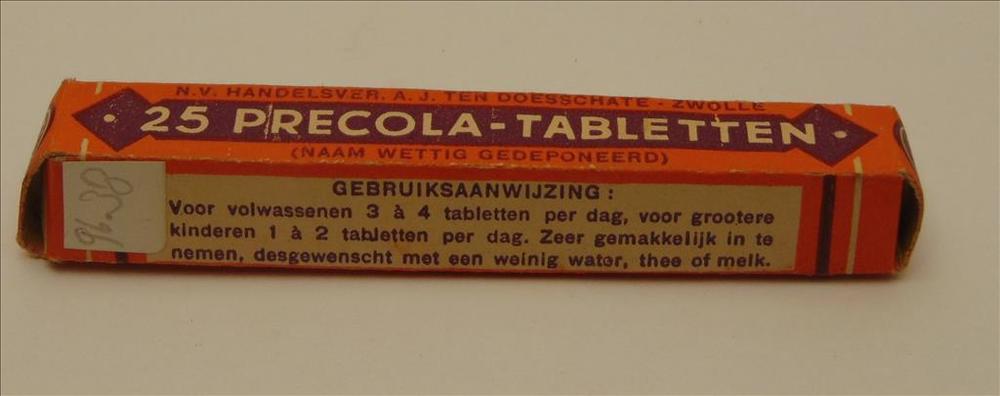 N.V. HANDELSVER. A. J. TEN DOESSCHATE - ZWOLLE
25 PRECOLA-TABLETTEN
(NAAM WETTIG GEDEPONEERD)
GEBRUIKSAANWIJZING:
Voor volwassenen 3 à 4 tabletten per dag, voor grootere
kinderen 1 à 2 tabletten per dag. Zeer gemakkelijk in te
nemen, desgewenscht met een weinig water, thee of melk.